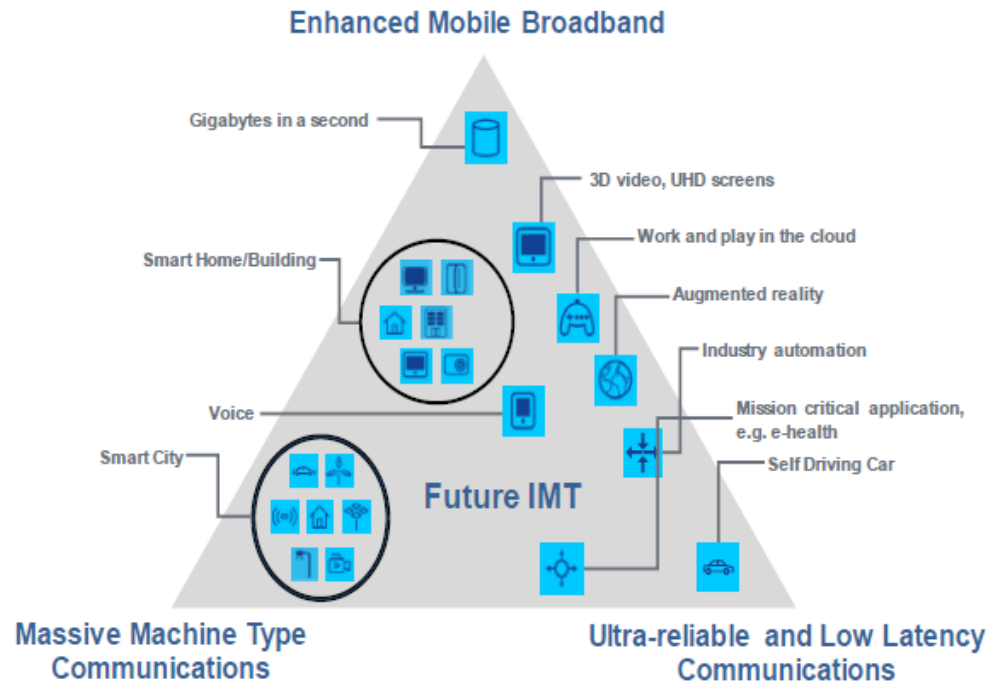 Enhanced Mobile Broadband
Gigabytes in a second
3D video, UHD screens
Work and play in the cloud
Smart Home/Building
Augmented reality
Industry automation
Voice
Mission critical application,
e.g. e-health
Smart City
Self Driving Car
Future IMT
Massive Machine Type
Communications
Ultra-reliable and Low Latency
Communications